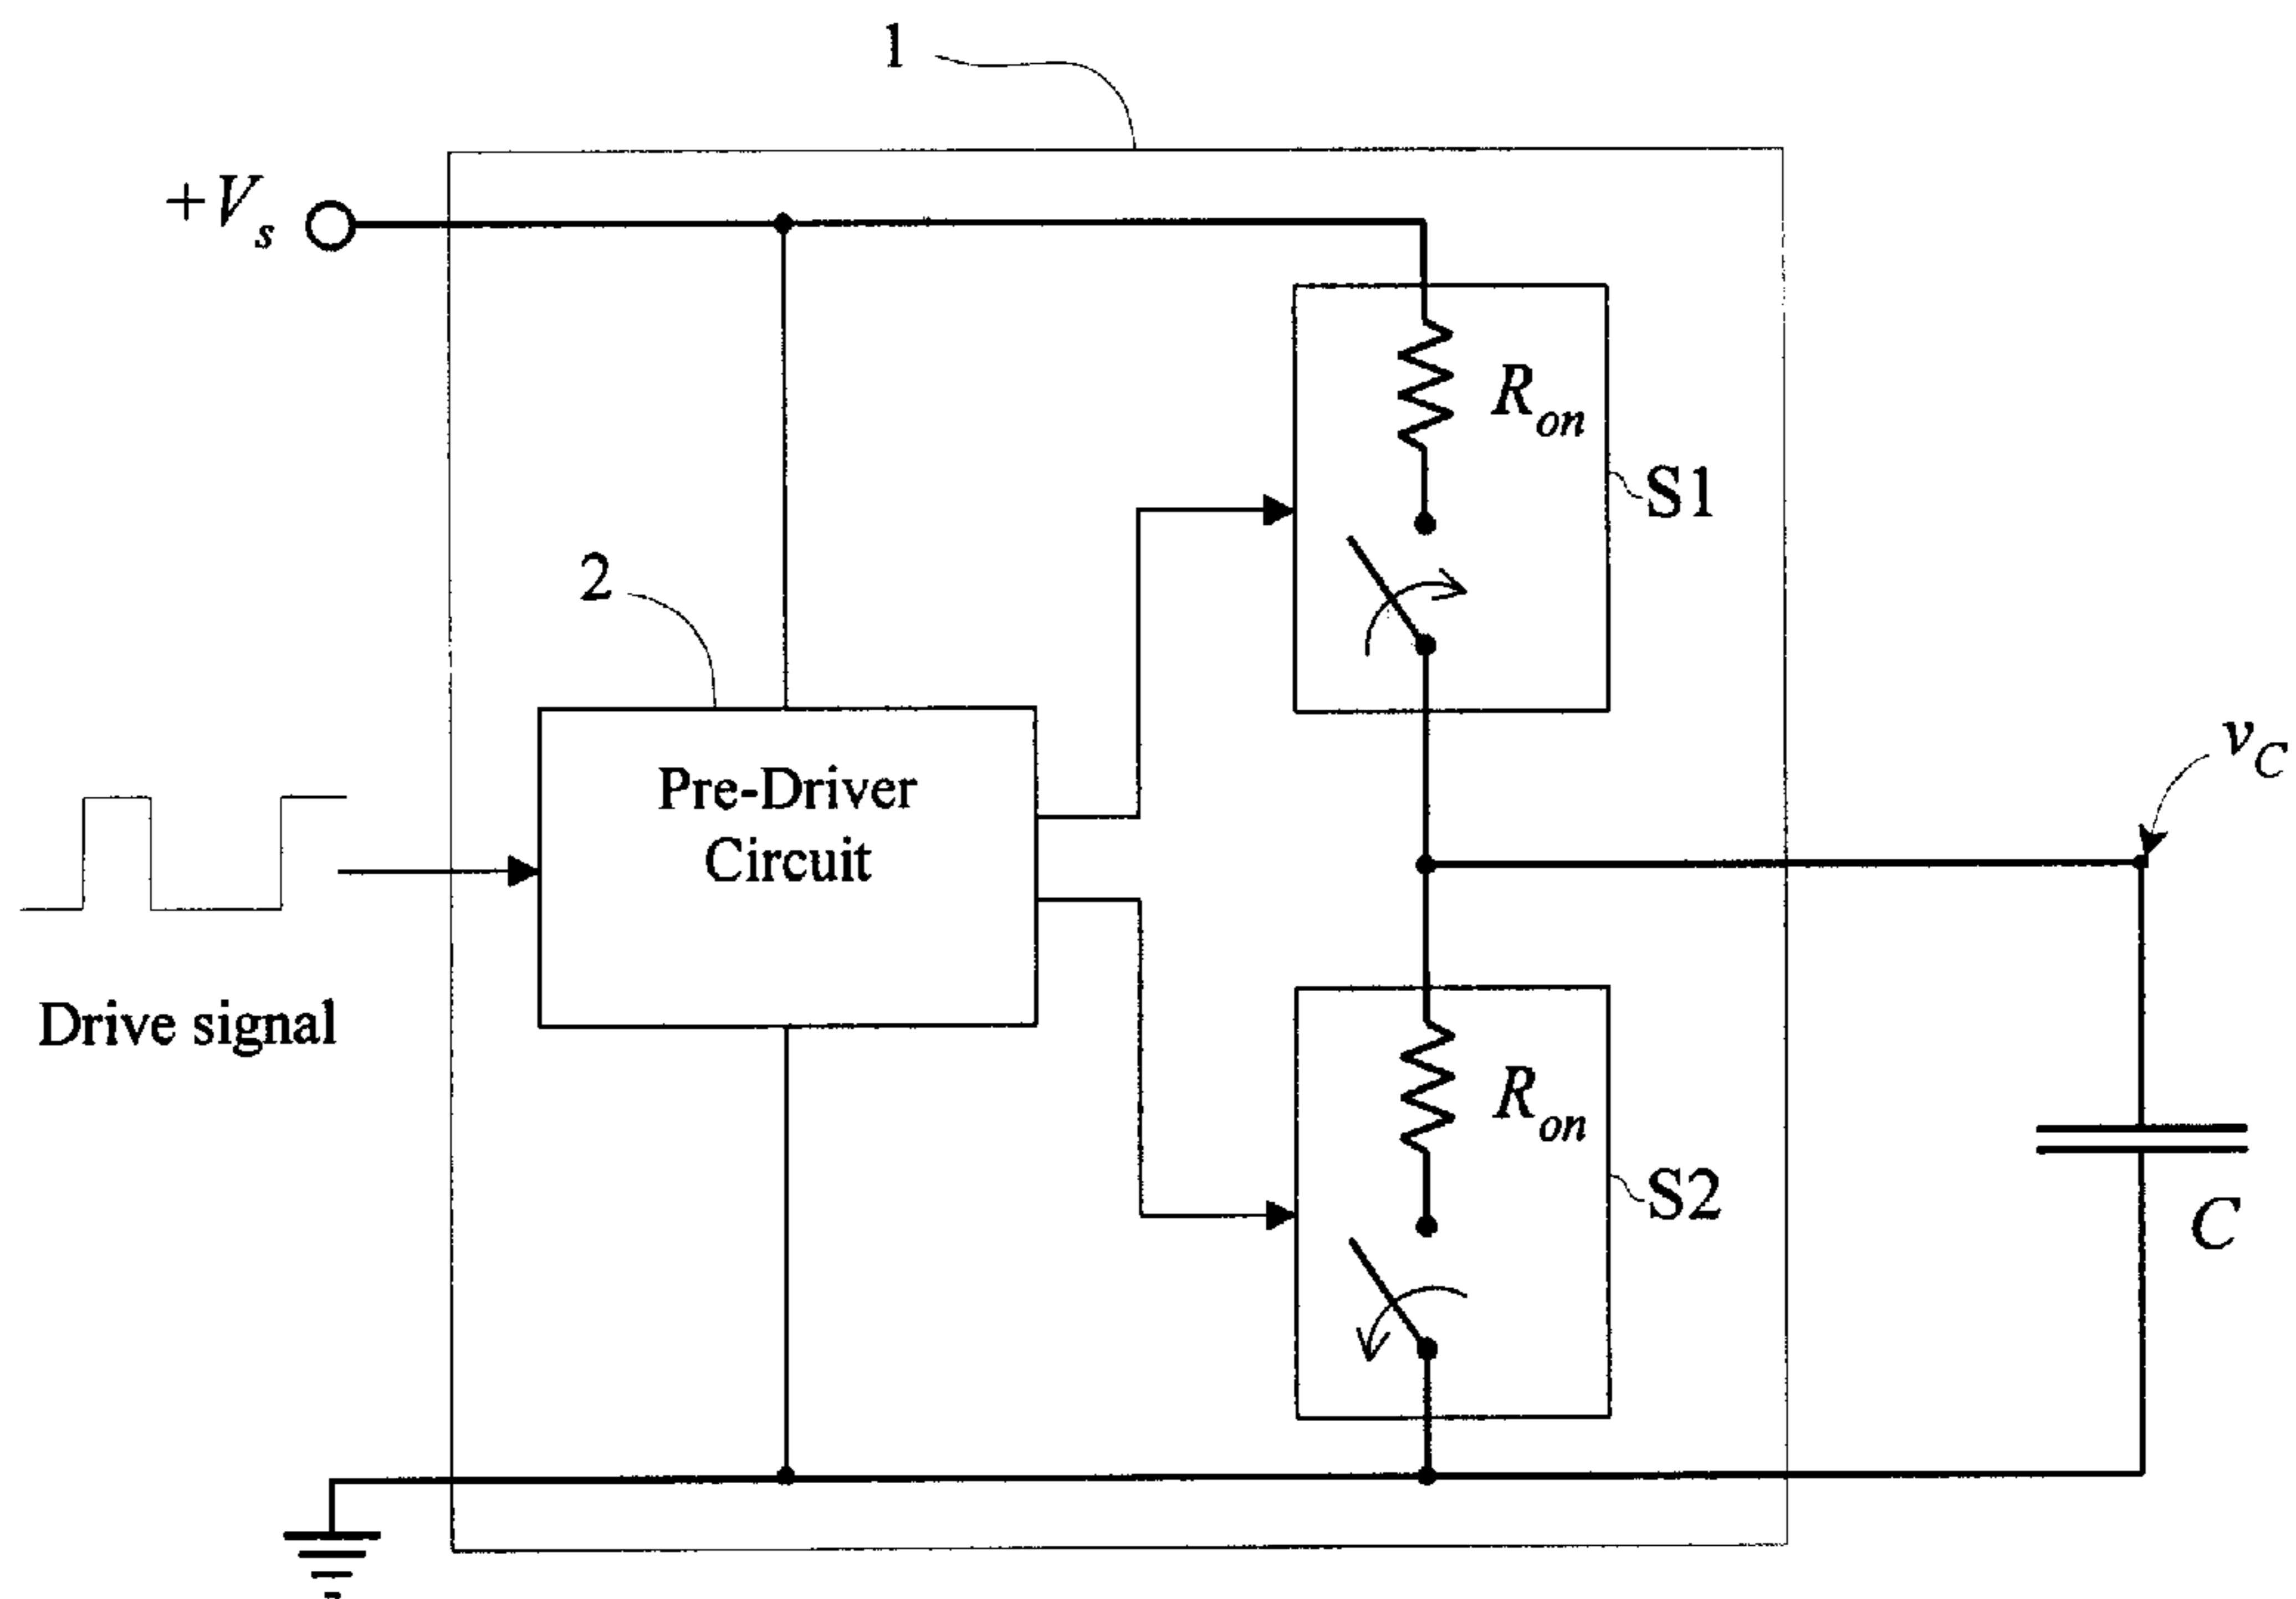 1
+Vs
Ron
S1
2
Pre-Driver
Circuit
vC
Drive signal
Ron
S2
C